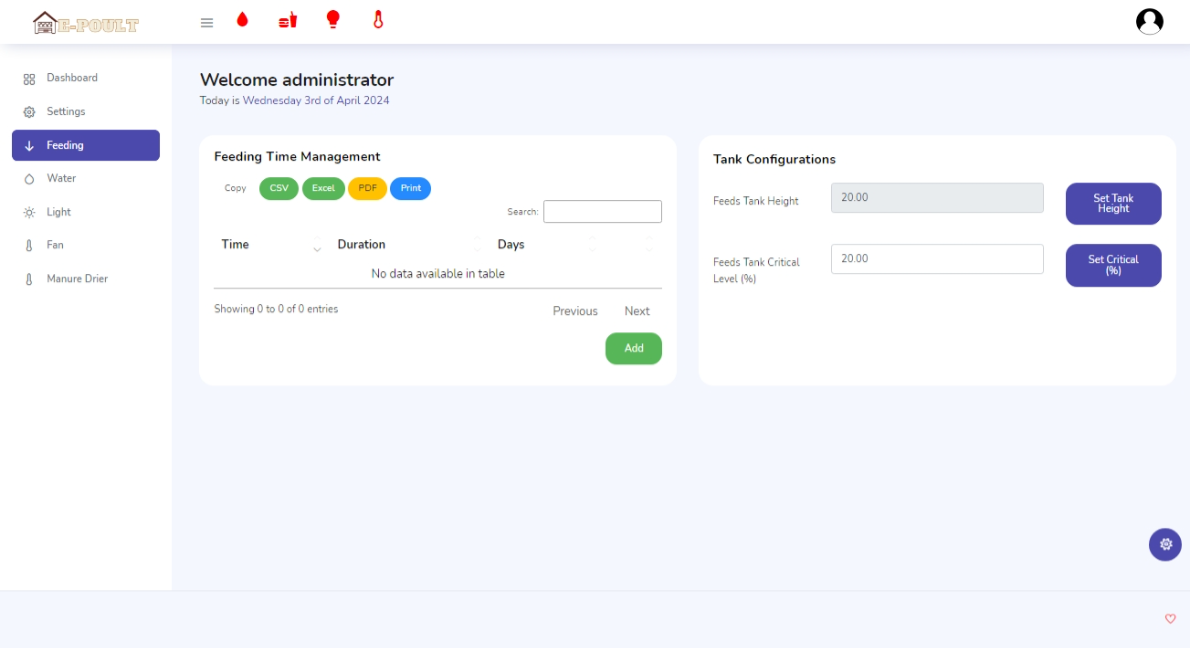 E-POULT
Dashboard
Settings
Feeding
Water
Light
Fan
Manure Drier
Welcome administrator
Today is Wednesday 3rd of April 2024
Feeding Time Management
Copy CSV Excel PDF Print
Search:
Time Duration Days
No data available in table
Showing 0 to 0 of 0 entries
Previous Next
Add
Tank Configurations
Feeds Tank Height 20.00
Set Tank
Height
Feeds Tank Critical
Level (%)
20.00
Set Critical
(%)